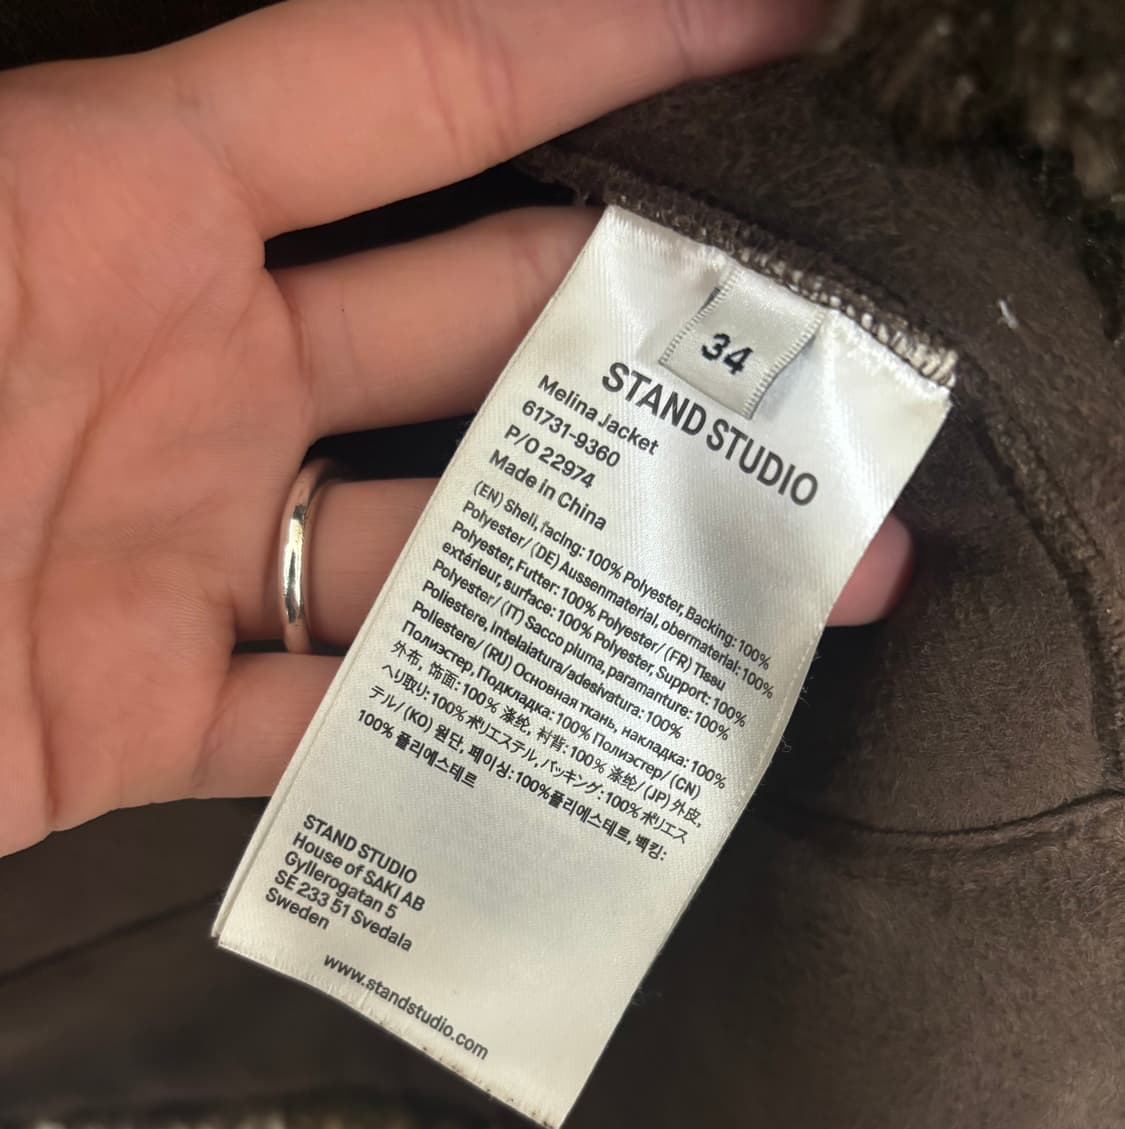 34
STAND STUDIO
Melina Jacket
61731-9360
P/O 22974
Made in China
(EN) Shell, facing: 100% Polyester, Backing: 100%
Polyester/ (DE) Aussenmaterial, obermaterial: 100%
Polyester, Futter: 100% Polyester/ (FR) Tissu
extérieur, surface: 100% Polyester, Support: 100%
Polyester/ (IT) Sacco pluma, paramanture: 100%
Poliestere, intelaiatura/adesivatura: 100%
Poliestere/ (RU) Основная ткань, накладка: 100%
Полиэстер, Подкладка: 100% Полиэстер/ (CN)
外布, 饰面: 100% 涤纶, 衬背: 100% 涤纶/ (JP) 外皮,
へり取り: 100% ポリエステル, バッキング: 100% ポリエス
テル/ (KO) 원단, 페이싱: 100%폴리에스테르, 백킹:
100% 폴리에스테르
STAND STUDIO
House of SAKI AB
Gyllerogatan 5
SE 233 51 Svedala
Sweden
www.standstudio.com